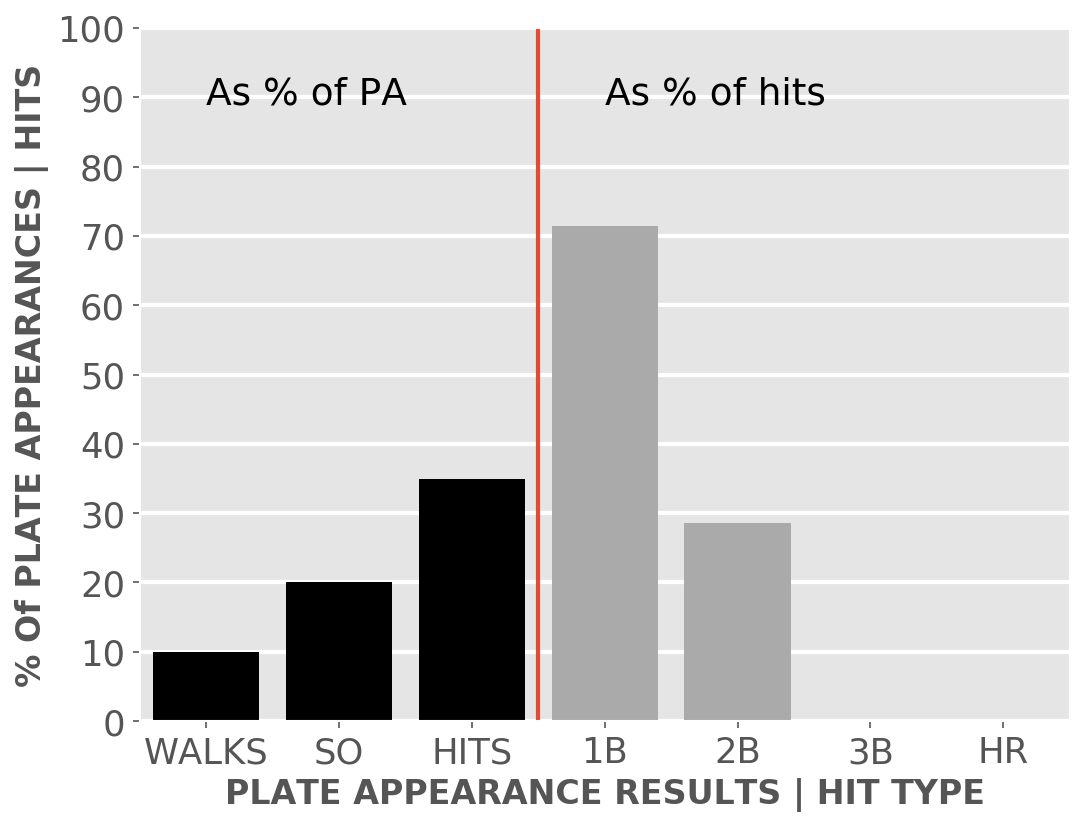 100
90
80
70
60
50
40
30
20
10
0
% Of PLATE APPEARANCES | HITS
As % of PA
As % of hits
WALKS SO HITS 1B 2B 3B HR
PLATE APPEARANCE RESULTS | HIT TYPE